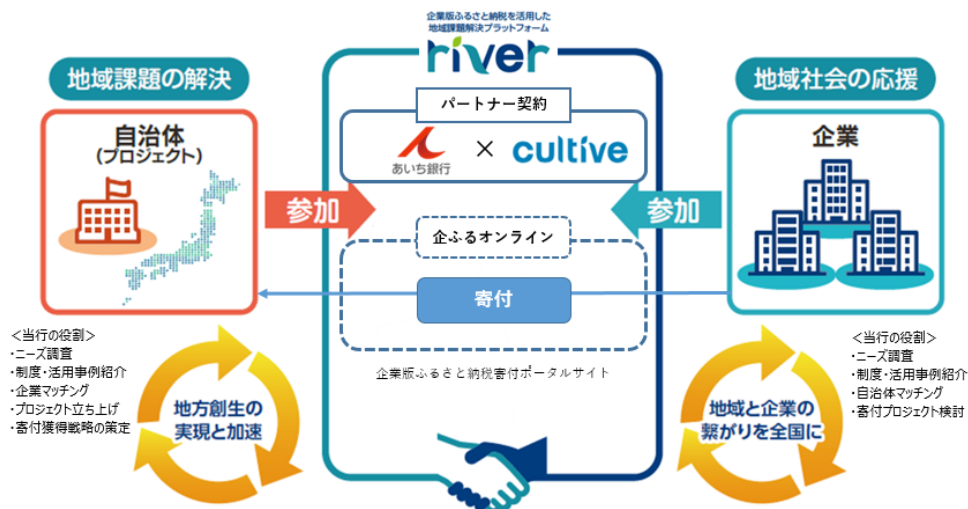 企業版ふるさと納税を活用した
地域課題解決プラットフォーム
river
地域課題の解決
自治体
(プロジェクト)
参加
パートナー契約
あいち銀行
×
cultive
企ふるオンライン
寄付
企業版ふるさと納税寄付ポータルサイト
地域社会の応援
企業
参加
<当行の役割>
・ニーズ調査
・制度・活用事例紹介
・企業マッチング
・プロジェクト立ち上げ
・寄付獲得戦略の策定
地方創生の
実現と加速
地域と企業の
繋がりを全国に
<当行の役割>
・ニーズ調査
・制度・活用事例紹介
・自治体マッチング
・寄付プロジェクト検討